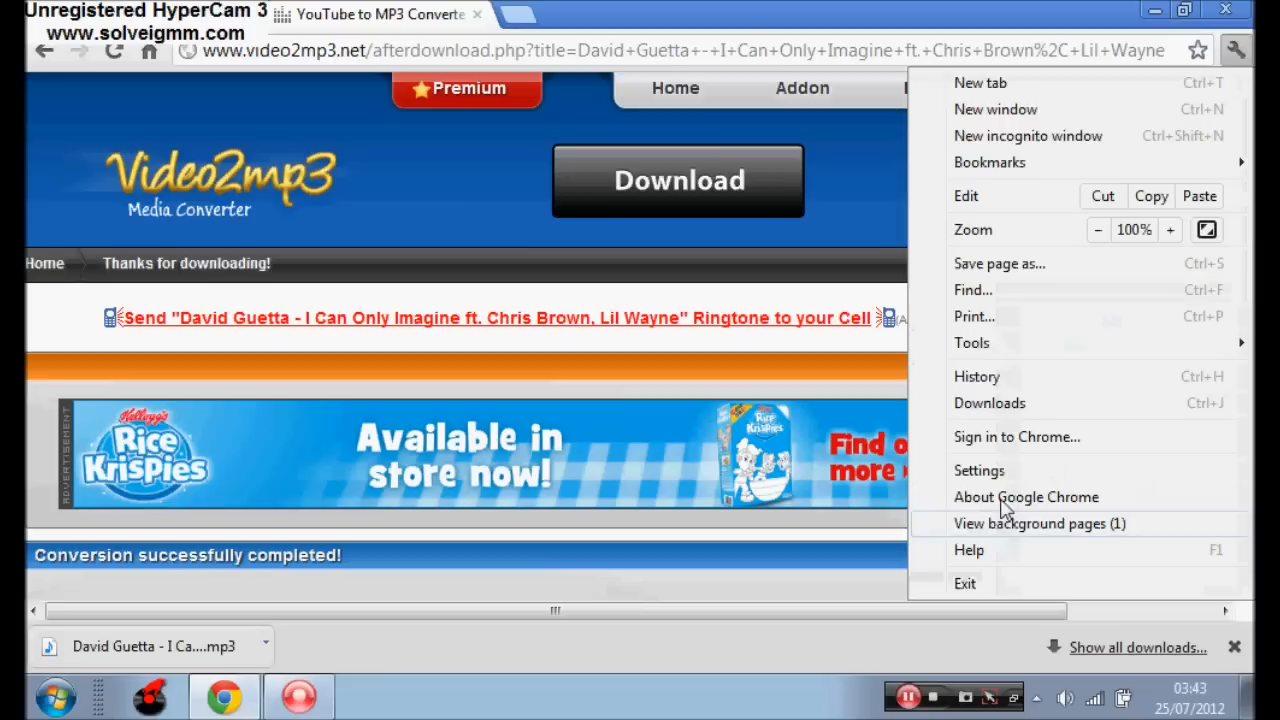 Unregistered HyperCam 3
www.solveigmm.com
YouTube to MP3 Converte
www.video2mp3.net/afterdownload.php?title=David+Guetta+-+I+Can+Only+Imagine+ft.+Chris+Brown%2C+Lil+Wayne
Premium
Home
Addon
Video2mp3
Media Converter
Download
Home
Thanks for downloading!
Send "David Guetta - I Can Only Imagine ft. Chris Brown, Lil Wayne" Ringtone to your Cell
ADVERTISEMENT
Kellogg's
Rice
Krispies
Available in
store now!
Rice
Krispies
Find o
more
Conversion successfully completed!
New tab Ctrl+T
New window Ctrl+N
New incognito window Ctrl+Shift+N
Bookmarks
Edit Cut Copy Paste
Zoom − 100% +
Save page as... Ctrl+S
Find... Ctrl+F
Print... Ctrl+P
Tools
History Ctrl+H
Downloads Ctrl+J
Sign in to Chrome...
Settings
About Google Chrome
View background pages (1)
Help F1
Exit
David Guetta - I Ca....mp3
Show all downloads...
03:43
25/07/2012